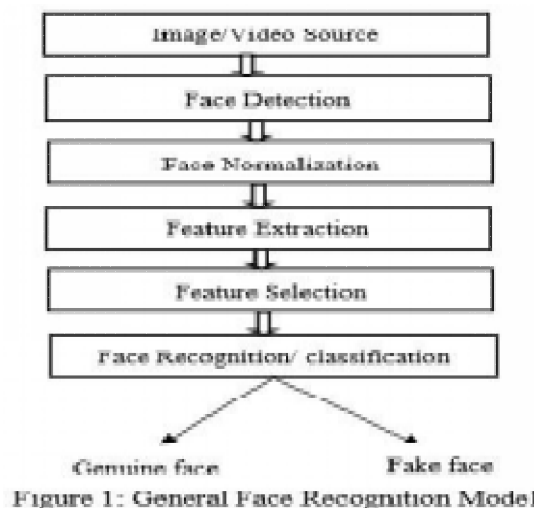 Image/Video Source
Face Detection
Face Normalization
Feature Extraction
Feature Selection
Face Recognition/ classification
Genuine face Fake face
Figure 1: General Face Recognition Model